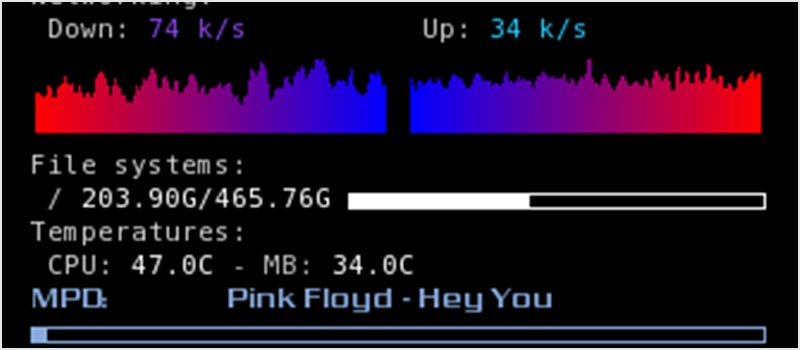 Networking:
Down: 74 k/s Up: 34 k/s
File systems:
/ 203.90G/465.76G
Temperatures:
CPU: 47.0C - MB: 34.0C
MPD: Pink Floyd - Hey You